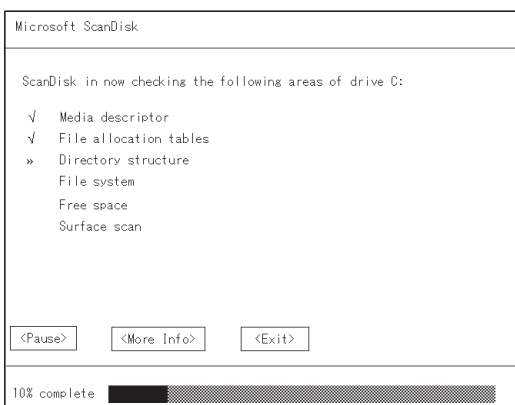 Microsoft ScanDisk
ScanDisk in now checking the following areas of drive C:
√ Media descriptor
√ File allocation tables
» Directory structure
File system
Free space
Surface scan
<Pause> <More Info> <Exit>
10% complete